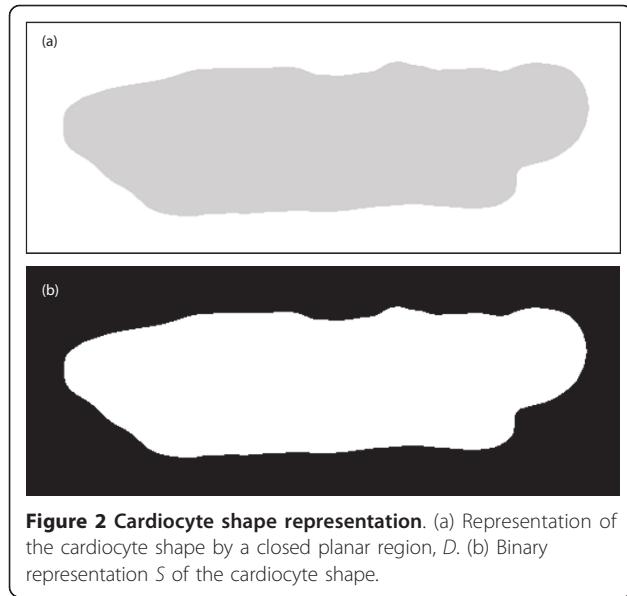 (a)
(b)
Figure 2 Cardiocyte shape representation. (a) Representation of
the cardiocyte shape by a closed planar region, D. (b) Binary
representation S of the cardiocyte shape.